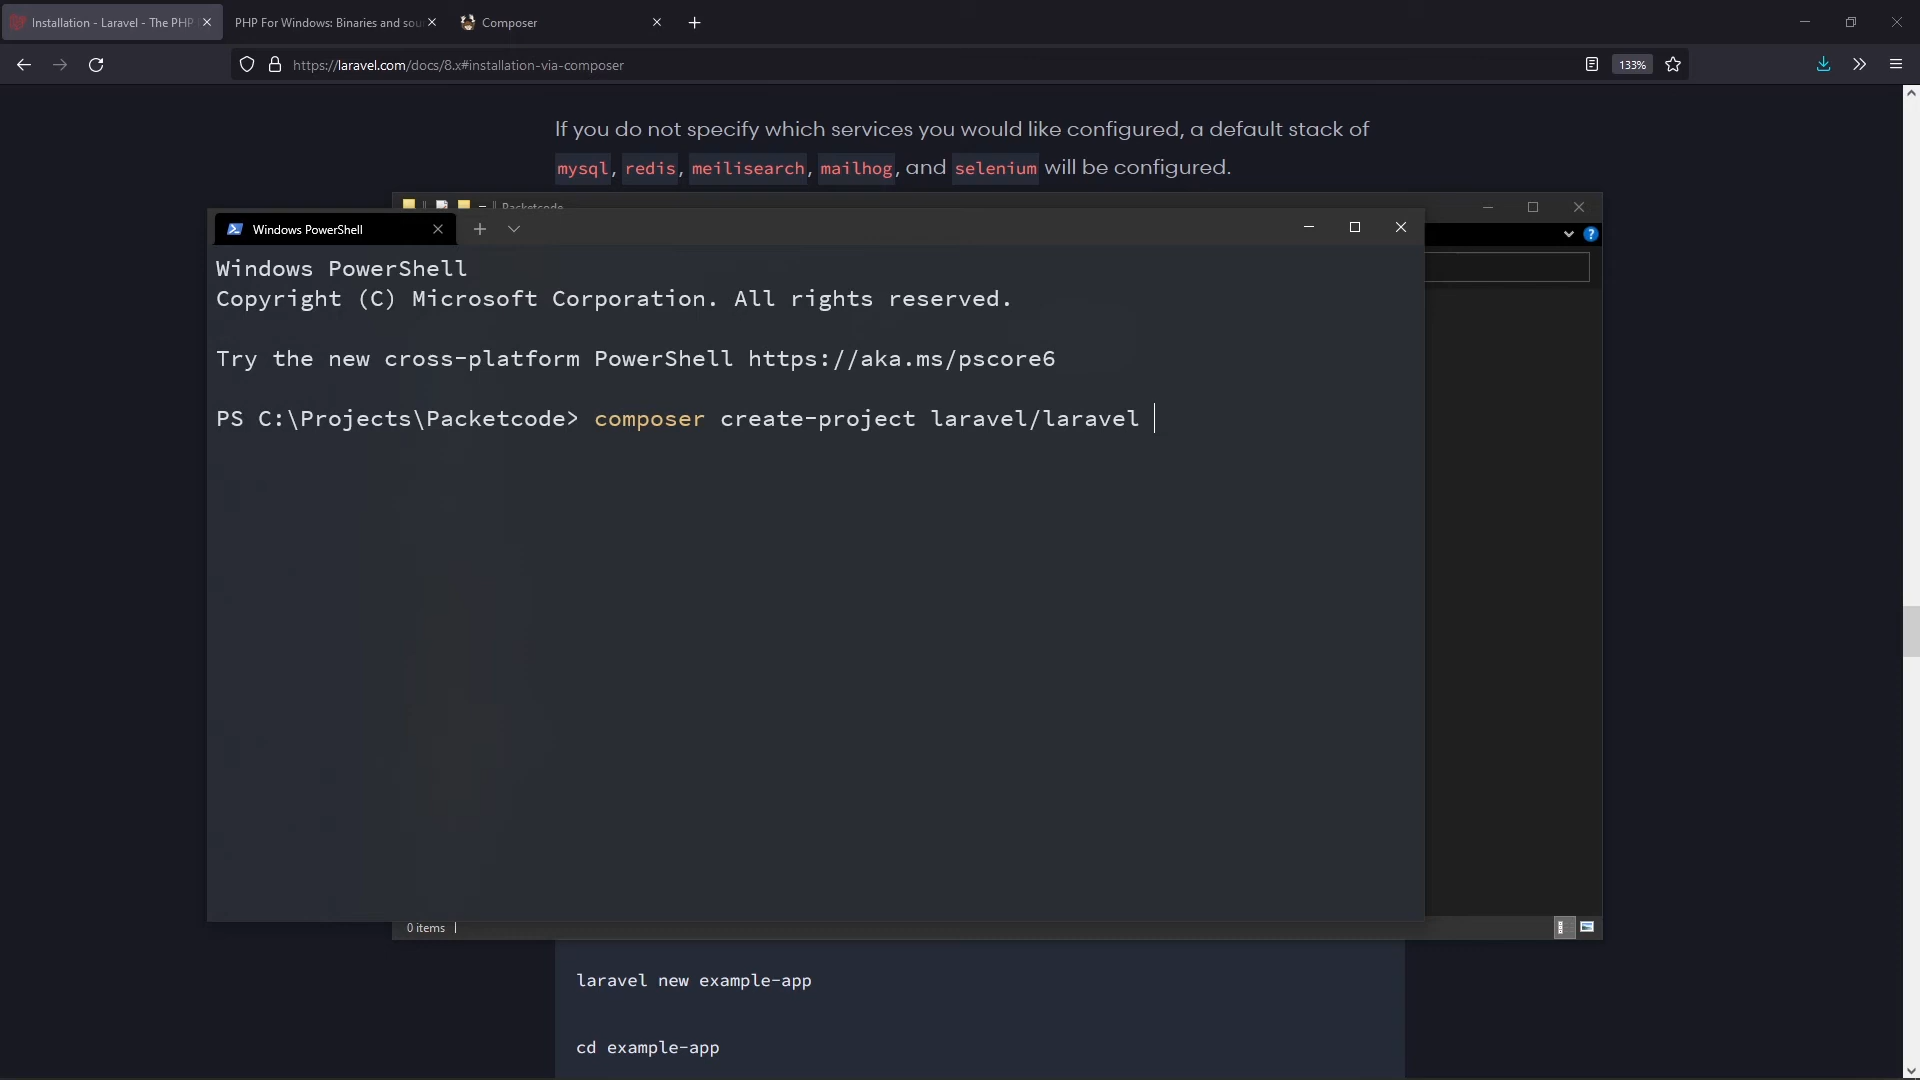 Installation - Laravel - The PHP
PHP For Windows: Binaries and sou
Composer
https://laravel.com/docs/8.x#installation-via-composer
133%
If you do not specify which services you would like configured, a default stack of
mysql, redis, meilisearch, mailhog, and selenium will be configured.
Packetcode
Windows PowerShell
Windows PowerShell
Copyright (C) Microsoft Corporation. All rights reserved.
Try the new cross-platform PowerShell https://aka.ms/pscore6
PS C:\Projects\Packetcode> composer create-project laravel/laravel
0 items
laravel new example-app
cd example-app